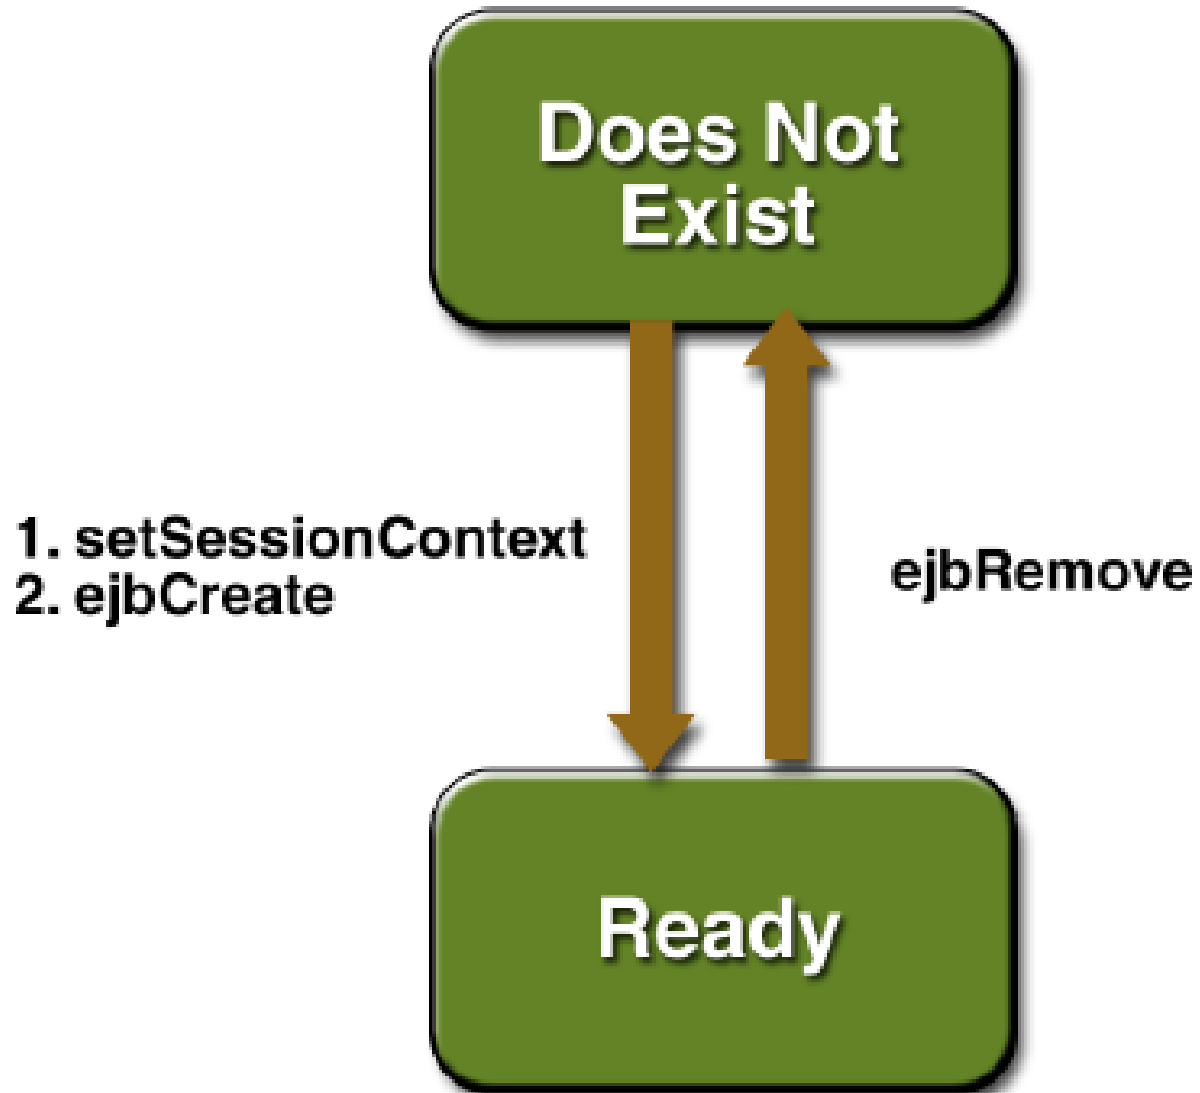 Does Not
Exist
1. setSessionContext
2. ejbCreate
ejbRemove
Ready